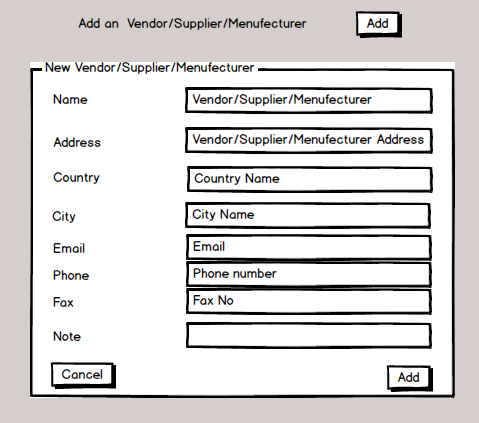 Add an Vendor/Supplier/Menufecturer Add
New Vendor/Supplier/Menufecturer
Name Vendor/Supplier/Menufecturer
Address Vendor/Supplier/Menufecturer Address
Country Country Name
City City Name
Email Email
Phone Phone number
Fax Fax No
Note
Cancel Add